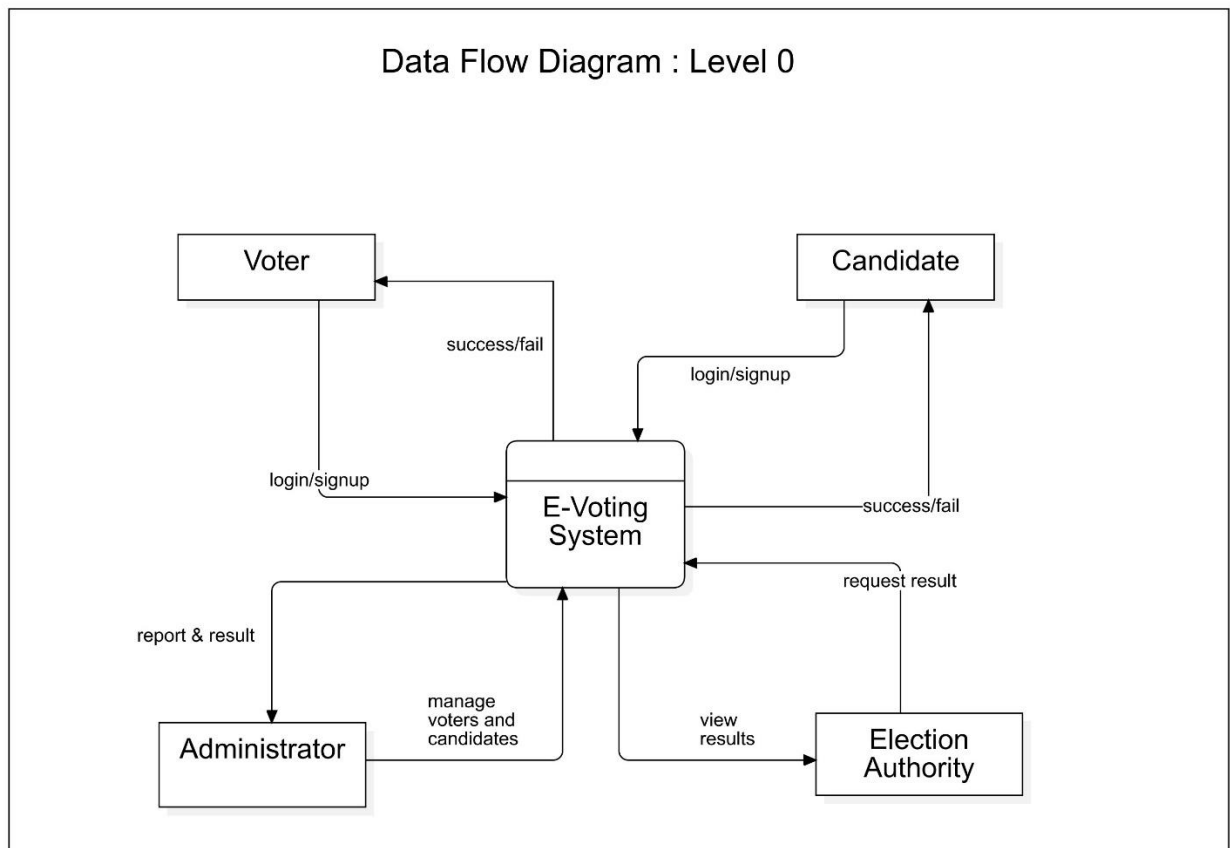 Data Flow Diagram : Level 0
Voter
Candidate
success/fail
login/signup
login/signup
E-Voting
System
success/fail
request result
report & result
manage
voters and
candidates
view
results
Administrator
Election
Authority